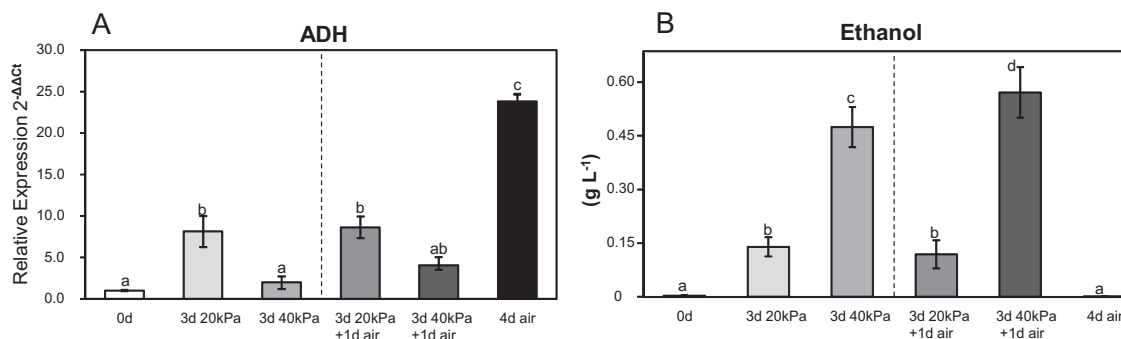 A
ADH
Relative Expression 2-ΔΔCt
30.0
25.0
20.0
15.0
10.0
5.0
0.0
a
b
a
b
ab
c
0d
3d 20kPa
3d 40kPa
3d 20kPa
+1d air
3d 40kPa
+1d air
4d air
B
Ethanol
(g L-1)
0.60
0.45
0.30
0.15
0
a
b
c
b
d
a
0d
3d 20kPa
3d 40kPa
3d 20kPa
+1d air
3d 40kPa
+1d air
4d air